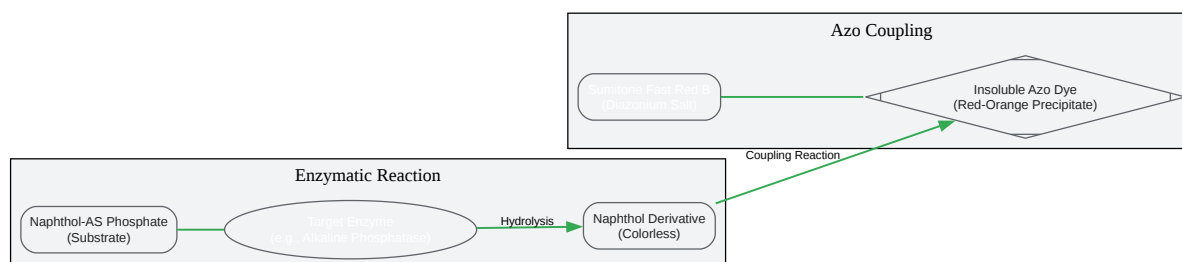 Azo Coupling
Sumitone Fast Red B
(Deizonium Salt)
Insoluble Azo Dye
(Red-Orange Precipitate)
Coupling Reaction
Enzymatic Reaction
Naphthol-AS Phosphate
(Substrate)
Target Enzyme
(e.g., Alkaline Phosphatase)
Hydrolysis
Naphthol Derivative
(Colorless)